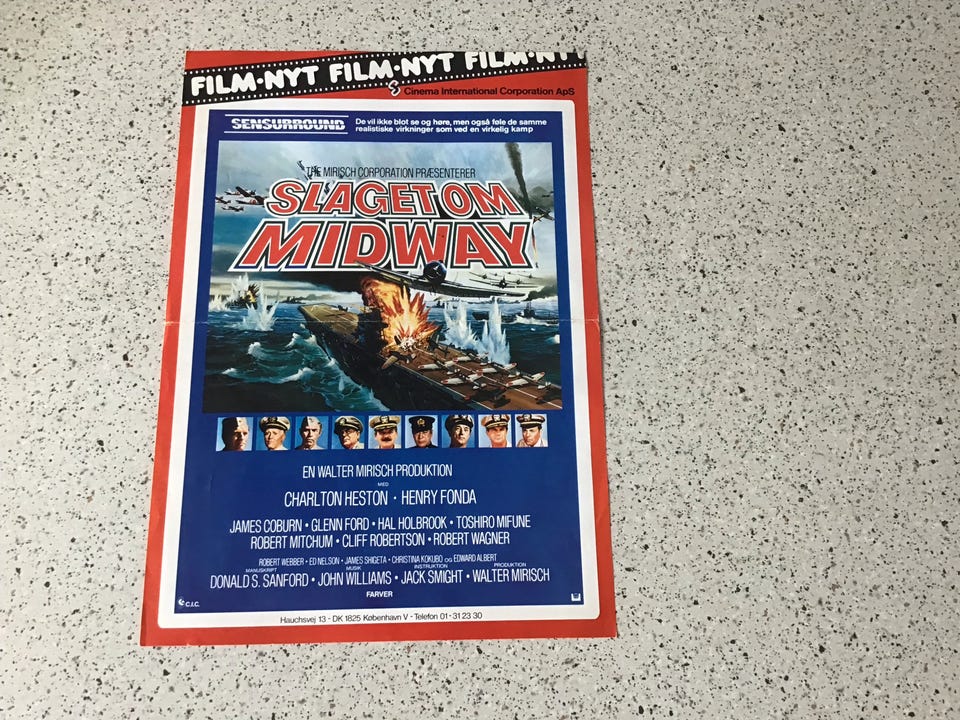 FILM·NYT FILM·NYT FILM·NYT
Cinema International Corporation ApS
SENSURROUND
De vil ikke blot se og høre, men også føle de samme
realistiske virkninger som ved en virkelig kamp
THE MIRISCH CORPORATION PRÆSENTERER
SLAGET OM
MIDWAY
EN WALTER MIRISCH PRODUKTION
MED
CHARLTON HESTON · HENRY FONDA
JAMES COBURN • GLENN FORD • HAL HOLBROOK • TOSHIRO MIFUNE
ROBERT MITCHUM • CLIFF ROBERTSON • ROBERT WAGNER
ROBERT WEBBER • ED NELSON • JAMES SHIGETA • CHRISTINA KOKUBO OG EDWARD ALBERT
MANUSKRIPT MUSIK INSTRUKTION PRODUKTION
DONALD S. SANFORD • JOHN WILLIAMS • JACK SMIGHT • WALTER MIRISCH
FARVER
C.I.C.
Hauchsvej 13 - DK 1825 København V - Telefon 01-31 23 30